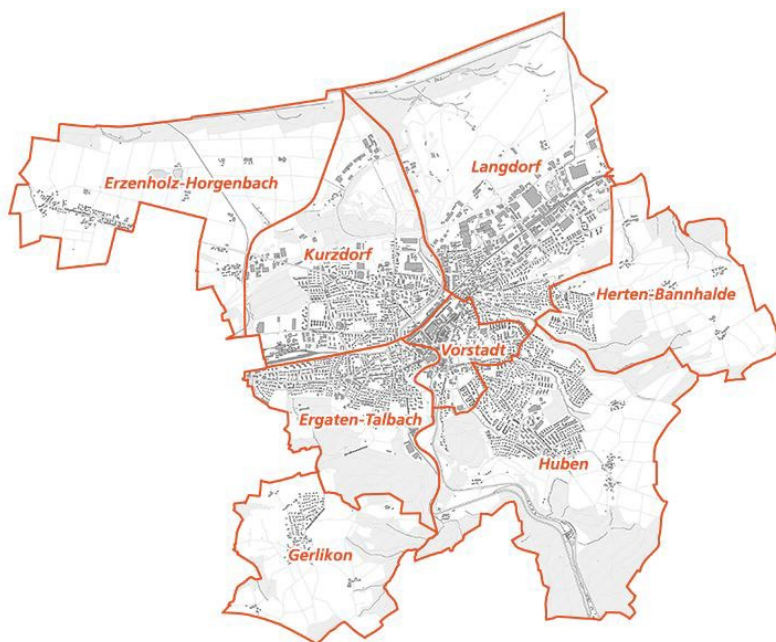 Langdorf
Erzenholz-Horgenbach
Kurzdorf
Herten-Bannhalde
Vorstadt
Ergaten-Talbach
Huben
Gerlikon